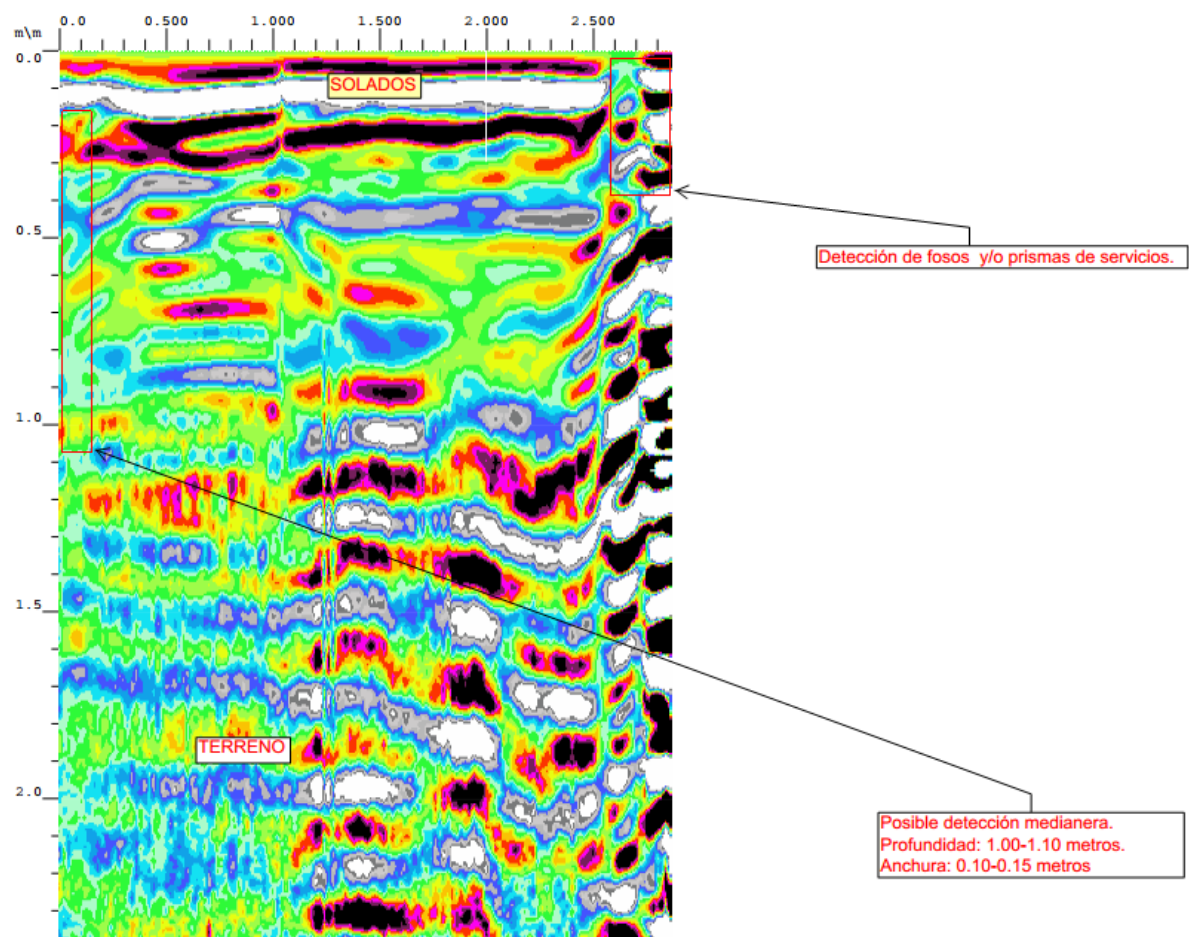 0.0 0.500 1.000 1.500 2.000 2.500
m\m
0.0
SOLADOS
0.5
Detección de fosos y/o prismas de servicios.
1.0
1.5
TERRENO
2.0
Posible detección medianera.
Profundidad: 1.00-1.10 metros.
Anchura: 0.10-0.15 metros